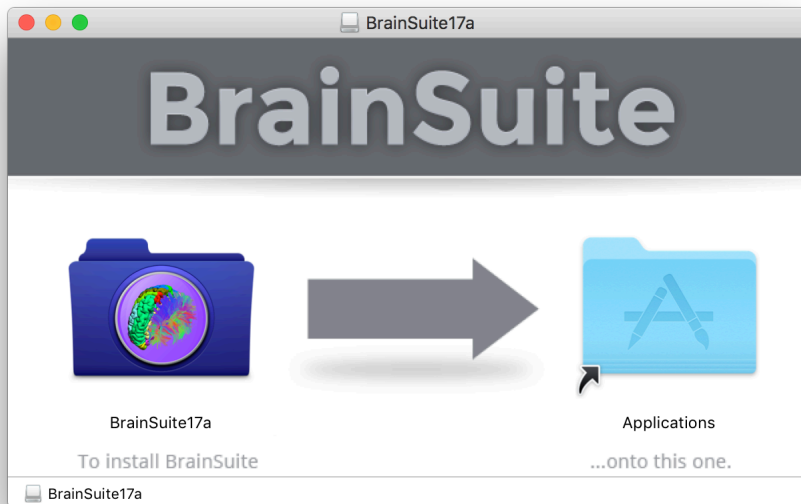 BrainSuite17a
BrainSuite
BrainSuite17a
Applications
To install BrainSuite
...onto this one.
BrainSuite17a